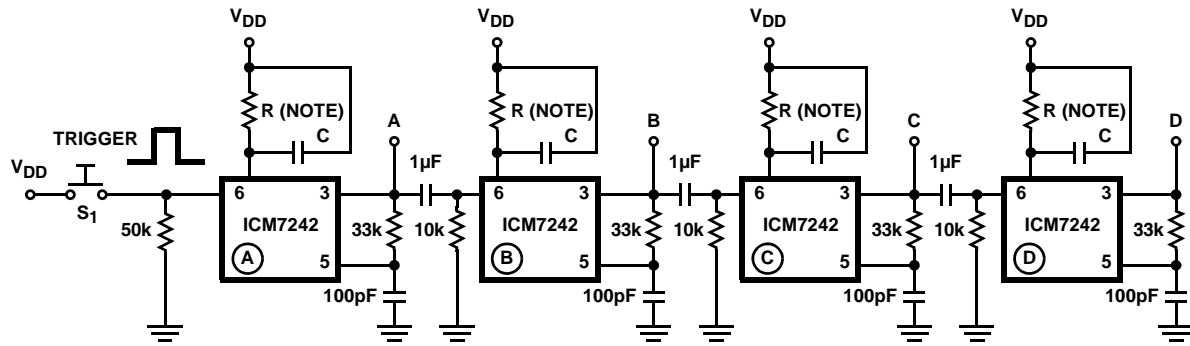 VDD VDD VDD VDD
R (NOTE) R (NOTE) R (NOTE) R (NOTE)
C C C C
A B C D
TRIGGER
VDD
S1
50k
6 3
ICM7242
A 5
1µF
33k 10k
100pF
6 3
ICM7242
B 5
1µF
33k 10k
100pF
6 3
ICM7242
C 5
1µF
33k 10k
100pF
6 3
ICM7242
D 5
33k
100pF